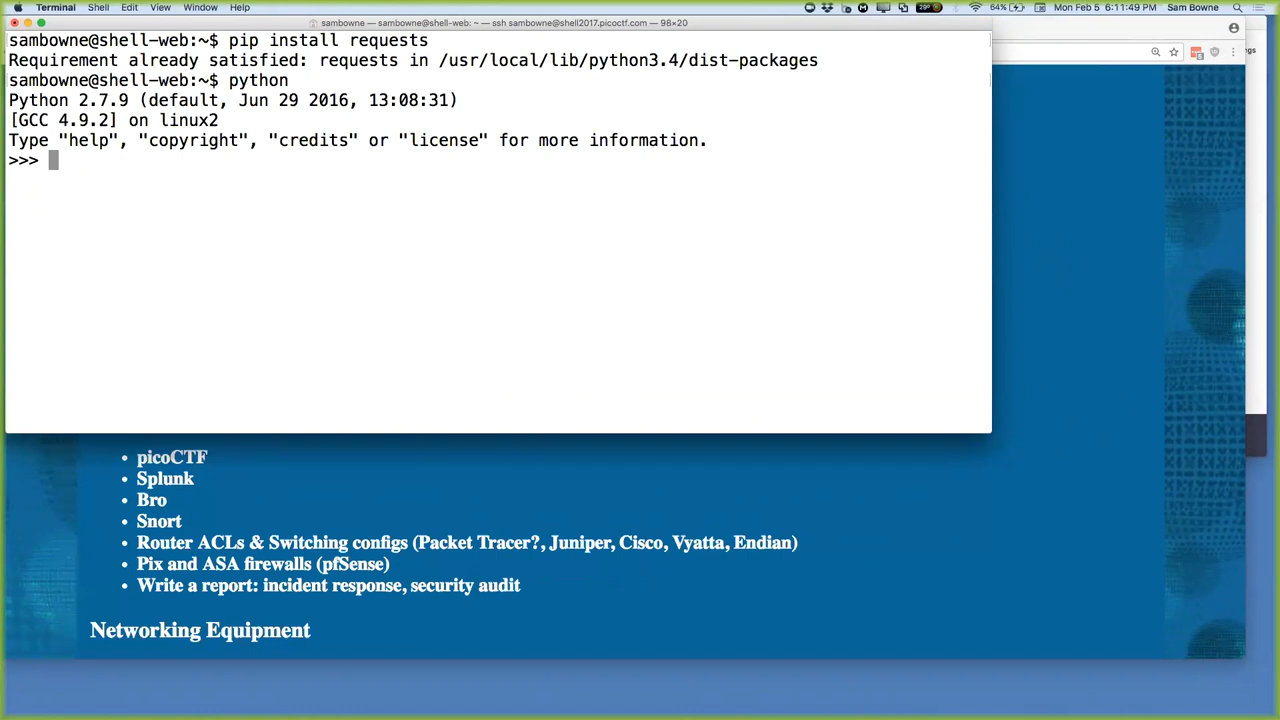 Terminal Shell Edit View Window Help
64% Mon Feb 5 6:11:49 PM Sam Bowne
sambowne — sambowne@shell-web: ~ — ssh sambowne@shell2017.picoctf.com — 98×20
sambowne@shell-web:~$ pip install requests
Requirement already satisfied: requests in /usr/local/lib/python3.4/dist-packages
sambowne@shell-web:~$ python
Python 2.7.9 (default, Jun 29 2016, 13:08:31)
[GCC 4.9.2] on linux2
Type "help", "copyright", "credits" or "license" for more information.
>>>
• picoCTF
• Splunk
• Bro
• Snort
• Router ACLs & Switching configs (Packet Tracer?, Juniper, Cisco, Vyatta, Endian)
• Pix and ASA firewalls (pfSense)
• Write a report: incident response, security audit
Networking Equipment